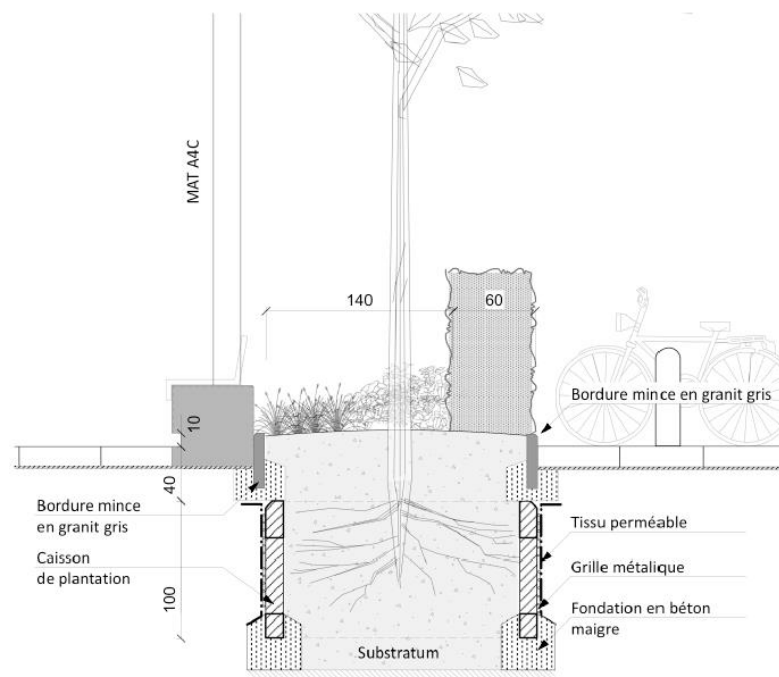 MAT A4C
140
60
10
Bordure mince en granit gris
40
Bordure mince
en granit gris
Tissu perméable
Caisson
de plantation
Grille métalique
100
Fondation en béton
maigre
Substratum